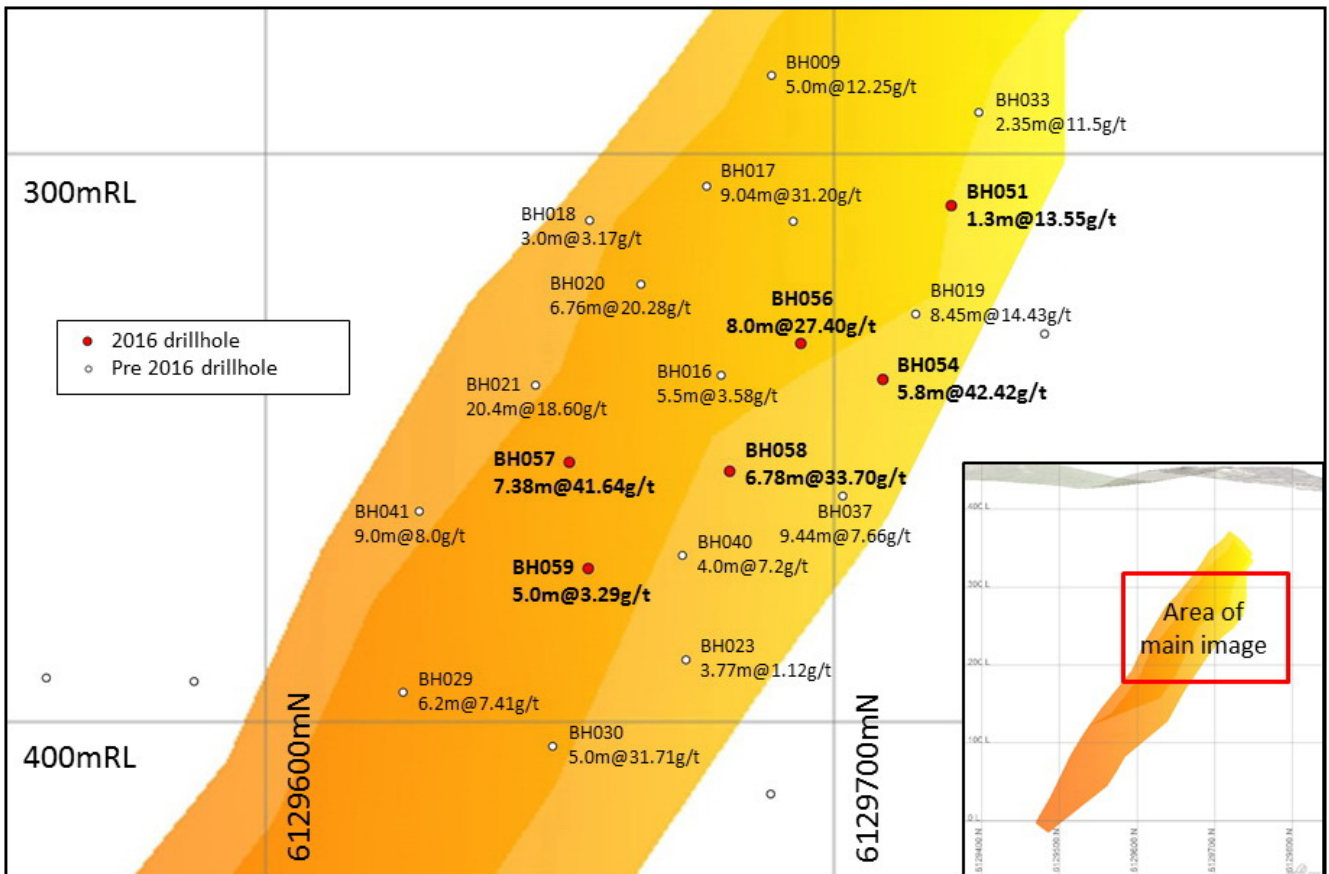 BH009
5.0m@12.25g/t
BH033
2.35m@11.5g/t
300mRL
BH017
9.04m@31.20g/t
BH051
1.3m@13.55g/t
BH018
3.0m@3.17g/t
BH020
6.76m@20.28g/t
BH056
8.0m@27.40g/t
BH019
8.45m@14.43g/t
2016 drillhole
Pre 2016 drillhole
BH016
5.5m@3.58g/t
BH054
5.8m@42.42g/t
BH021
20.4m@18.60g/t
BH057
7.38m@41.64g/t
BH058
6.78m@33.70g/t
BH041
9.0m@8.0g/t
BH037
9.44m@7.66g/t
BH040
4.0m@7.2g/t
BH059
5.0m@3.29g/t
BH023
3.77m@1.12g/t
BH029
6.2m@7.41g/t
BH030
5.0m@31.71g/t
400mRL
6129600mN
6129700mN
Area of
main image
6129400 N
6129500 N
6129600 N
6129700 N
6129800 N